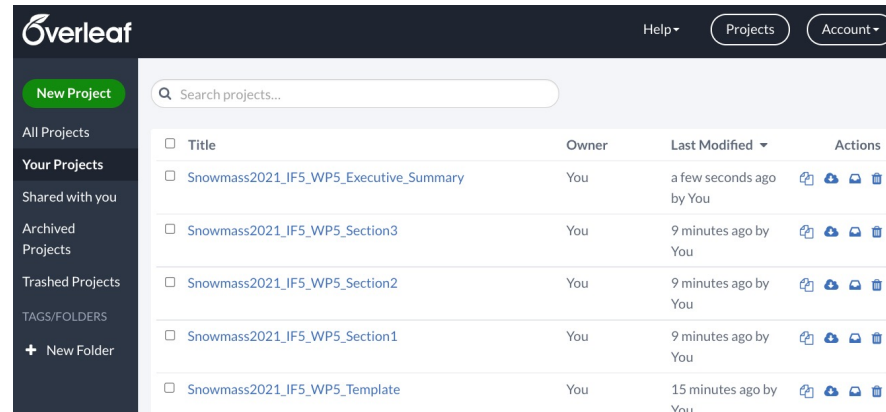 Overleaf
Help
Projects
Account
New Project
Search projects...
All Projects
Your Projects
Shared with you
Archived
Projects
Trashed Projects
TAGS/FOLDERS
+ New Folder
Title Owner Last Modified Actions
Snowmass2021_IF5_WP5_Executive_Summary You a few seconds ago
by You
Snowmass2021_IF5_WP5_Section3 You 9 minutes ago by
You
Snowmass2021_IF5_WP5_Section2 You 9 minutes ago by
You
Snowmass2021_IF5_WP5_Section1 You 9 minutes ago by
You
Snowmass2021_IF5_WP5_Template You 15 minutes ago by
You